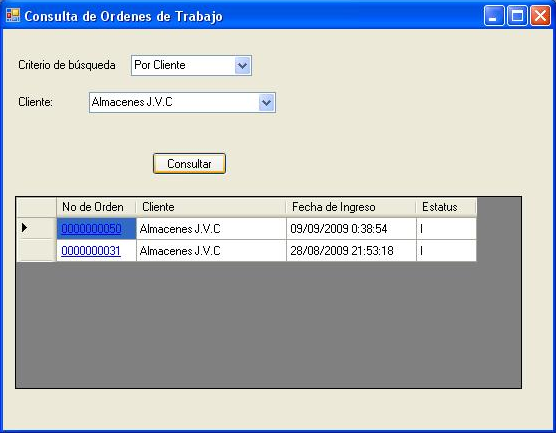 Consulta de Ordenes de Trabajo
Criterio de búsqueda Por Cliente
Cliente: Almacenes J.V.C
Consultar
No de Orden Cliente Fecha de Ingreso Estatus
0000000050 Almacenes J.V.C 09/09/2009 0:38:54 I
0000000031 Almacenes J.V.C 28/08/2009 21:53:18 I